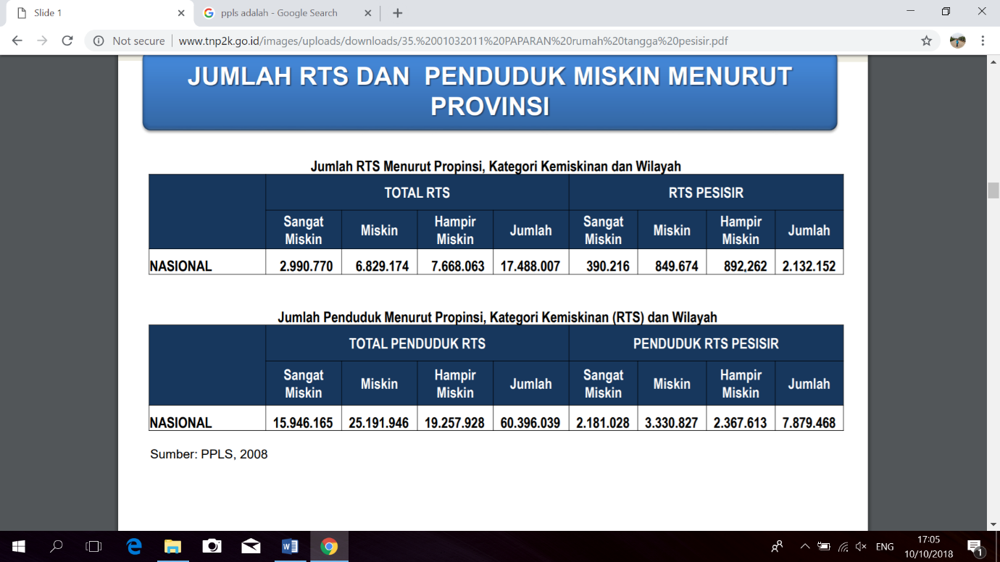 Slide 1
ppls adalah - Google Search
Not secure | www.tnp2k.go.id/images/uploads/downloads/35.%2001032011%20PAPARAN%20rumah%20tangga%20pesisir.pdf
JUMLAH RTS DAN PENDUDUK MISKIN MENURUT
PROVINSI
Jumlah RTS Menurut Propinsi, Kategori Kemiskinan dan Wilayah
TOTAL RTS RTS PESISIR
Sangat Miskin Miskin Hampir Miskin Jumlah Sangat Miskin Miskin Hampir Miskin Jumlah
NASIONAL 2.990.770 6.829.174 7.668.063 17.488.007 390.216 849.674 892,262 2.132.152
Jumlah Penduduk Menurut Propinsi, Kategori Kemiskinan (RTS) dan Wilayah
TOTAL PENDUDUK RTS PENDUDUK RTS PESISIR
Sangat Miskin Miskin Hampir Miskin Jumlah Sangat Miskin Miskin Hampir Miskin Jumlah
NASIONAL 15.946.165 25.191.946 19.257.928 60.396.039 2.181.028 3.330.827 2.367.613 7.879.468
Sumber: PPLS, 2008
ENG
17:05
10/10/2018
1